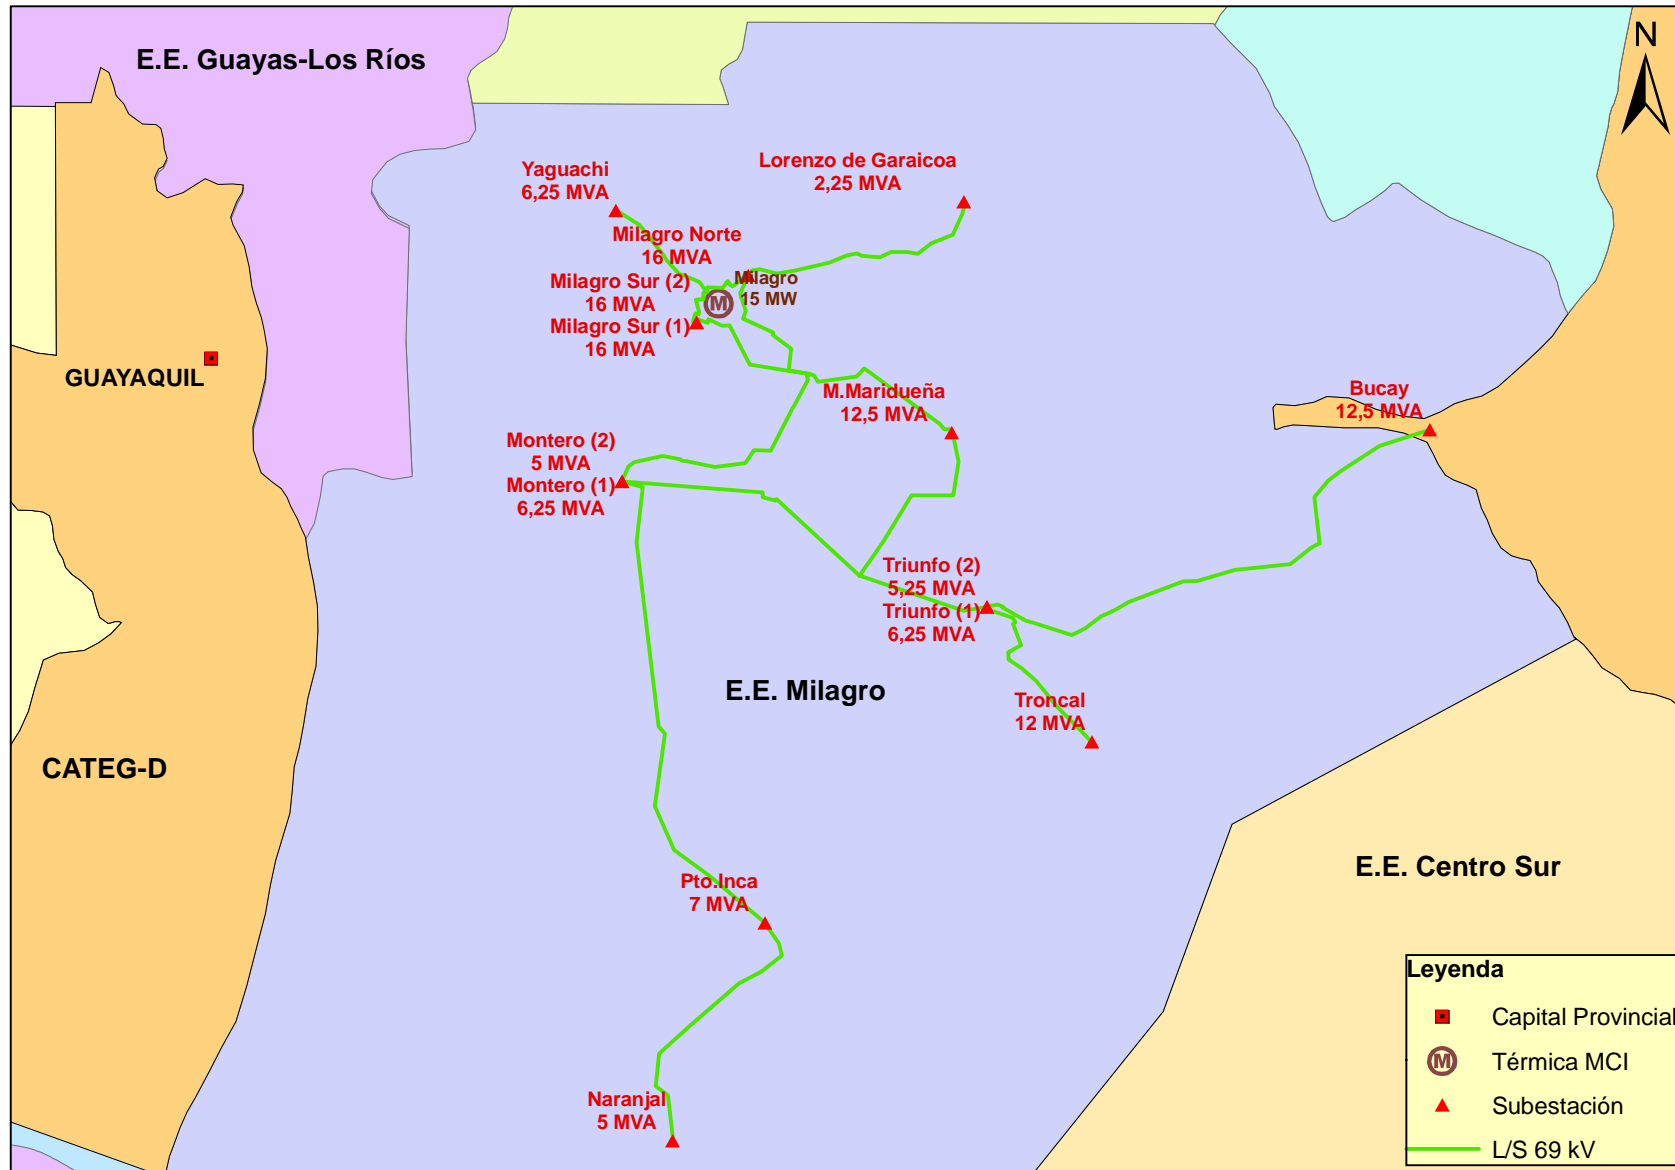 E.E. Guayas-Los Ríos
N
Yaguachi
6,25 MVA
Lorenzo de Garaicoa
2,25 MVA
Milagro Norte
16 MVA
Milagro Sur (2)
16 MVA
Milagro Sur (1)
16 MVA
Milagro
15 MW
M
GUAYAQUIL
M.Maridueña
12,5 MVA
Bucay
12,5 MVA
Montero (2)
5 MVA
Montero (1)
6,25 MVA
Triunfo (2)
5,25 MVA
Triunfo (1)
6,25 MVA
E.E. Milagro
Troncal
12 MVA
CATEG-D
E.E. Centro Sur
Pto.Inca
7 MVA
Naranjal
5 MVA
Leyenda
Capital Provincial
M
Térmica MCI
Subestación
L/S 69 kV